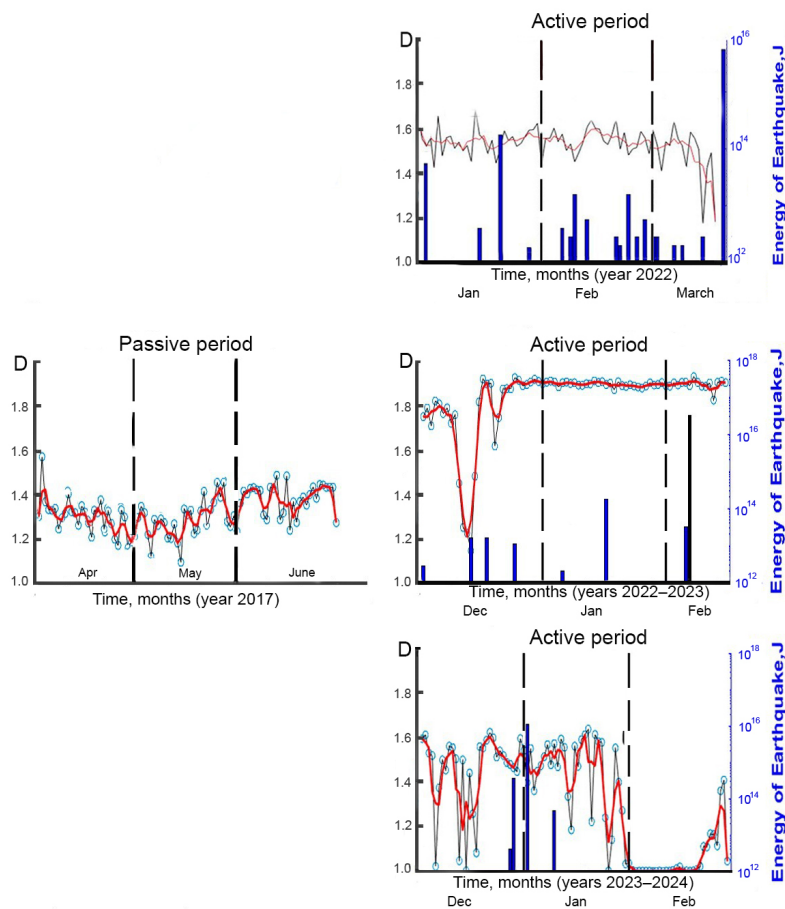 Active period
D
1.8
1.6
1.4
1.2
1.0
10^16
10^14
10^12
Energy of Earthquake,J
Time, months (year 2022)
Jan Feb March
Passive period
D
1.8
1.6
1.4
1.2
1.0
Apr May June
Time, months (year 2017)
Active period
D
1.8
1.6
1.4
1.2
1.0
10^18
10^16
10^14
10^12
Energy of Earthquake,J
Time, months (years 2022–2023)
Dec Jan Feb
Active period
D
1.8
1.6
1.4
1.2
1.0
10^18
10^16
10^14
10^12
Energy of Earthquake,J
Time, months (years 2023–2024)
Dec Jan Feb